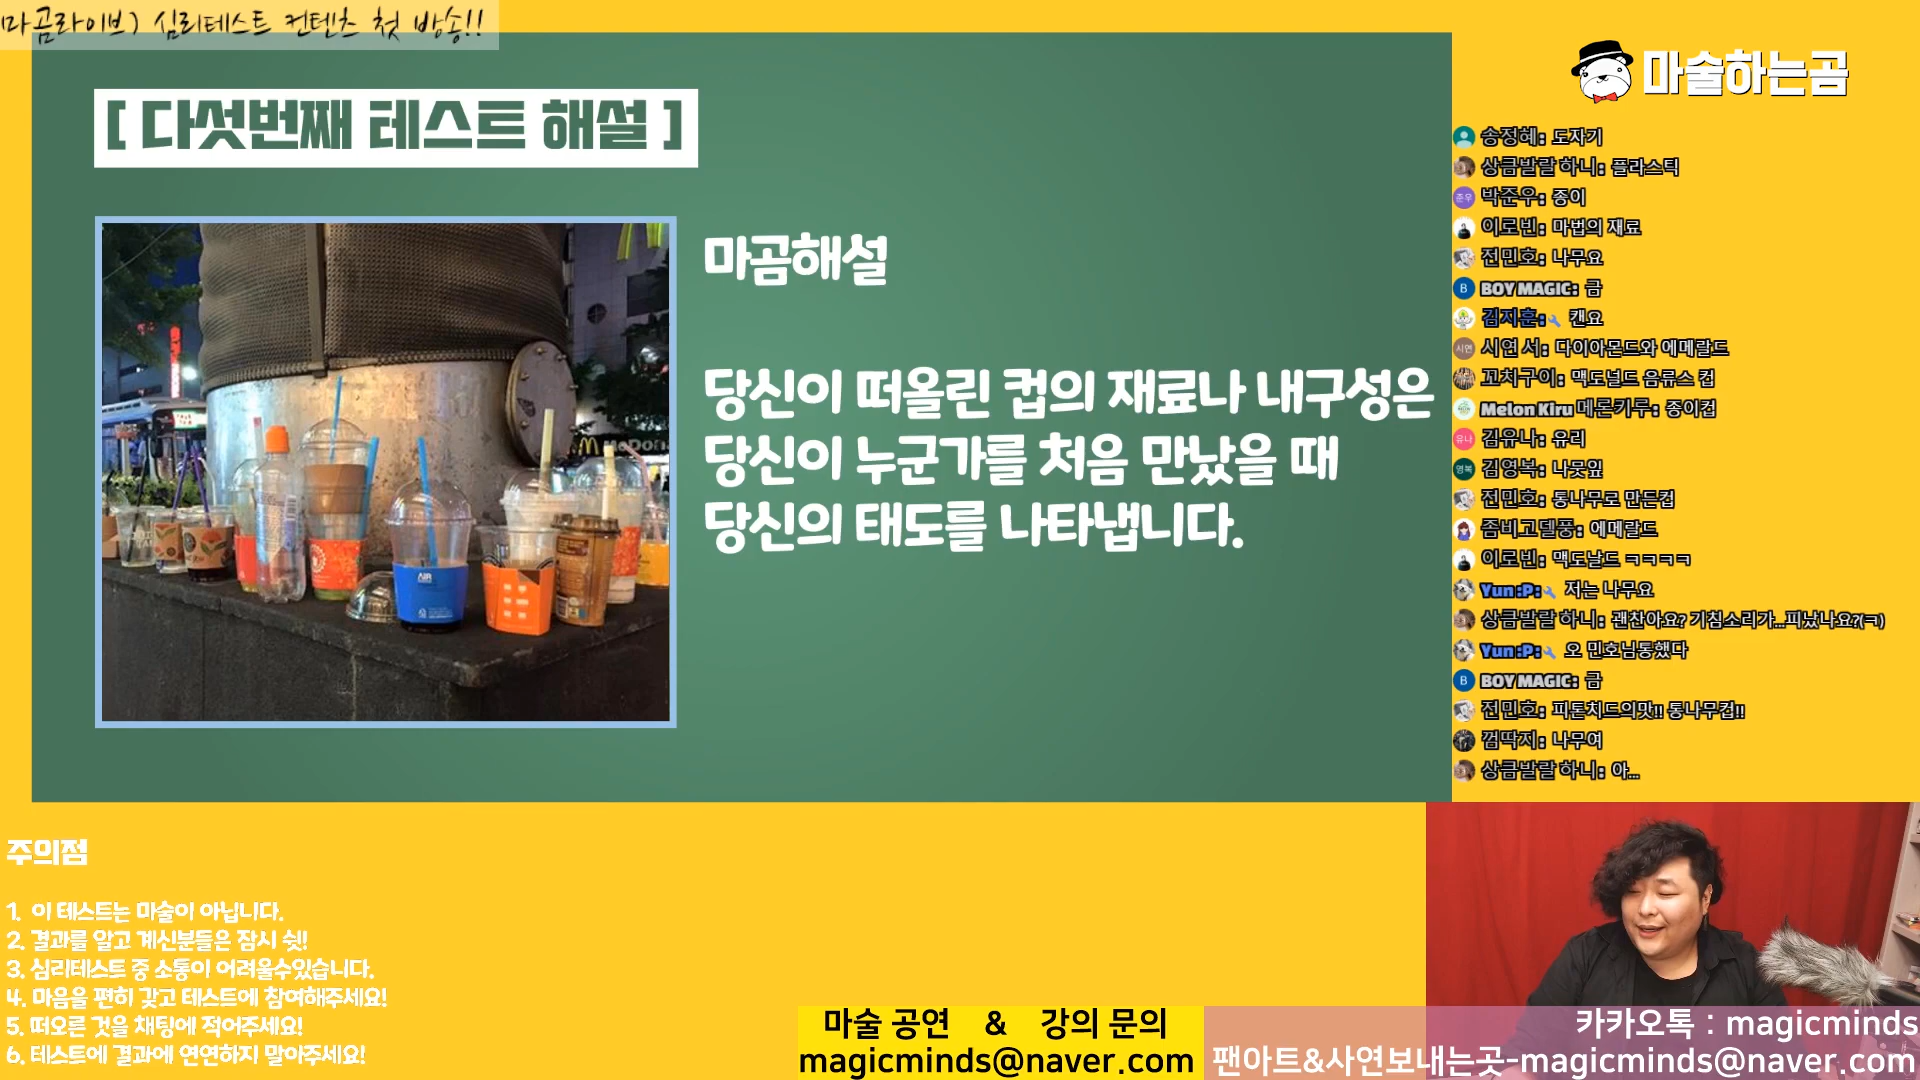 마곰라이브) 심리테스트 컨텐츠 첫 방송!!
[ 다섯번째 테스트 해설 ]
마곰해설
당신이 떠올린 컵의 재료나 내구성은
당신이 누군가를 처음 만났을 때
당신의 태도를 나타냅니다.
AIR
마술하는곰
송정혜: 도자기
상큼발랄 하니: 플라스틱
준우 박준우: 종이
이로빈: 마법의 재료
전민호: 나무요
B BOY MAGIC: 금
김지훈: 캔요
시연 시연 서: 다이아몬드와 에메랄드
꼬치구이: 맥도널드 음류스 컵
Melon Kiru 메론키루: 종이컵
유나 김유나: 유리
영복 김영복: 나뭇잎
전민호: 통나무로 만든컵
좀비고델풍: 에메랄드
이로빈: 맥도날드 ㅋㅋㅋㅋ
Yun :P: 저는 나무요
상큼발랄 하니: 괜찬아요? 기침소리가...피났나요?(ㄱ)
Yun :P: 오 민호님통했다
B BOY MAGIC: 금
전민호: 피톤치드의맛!! 통나무컵!!
껌딱지: 나무여
상큼발랄 하니: 아...
주의점
1. 이 테스트는 마술이 아닙니다.
2. 결과를 알고 계신분들은 잠시 쉿!
3. 심리테스트 중 소통이 어려울수있습니다.
4. 마음을 편히 갖고 테스트에 참여해주세요!
5. 떠오른 것을 채팅에 적어주세요!
6. 테스트에 결과에 연연하지 말아주세요!
마술 공연 & 강의 문의
magicminds@naver.com
카카오톡 : magicminds
팬아트&사연보내는곳-magicminds@naver.com